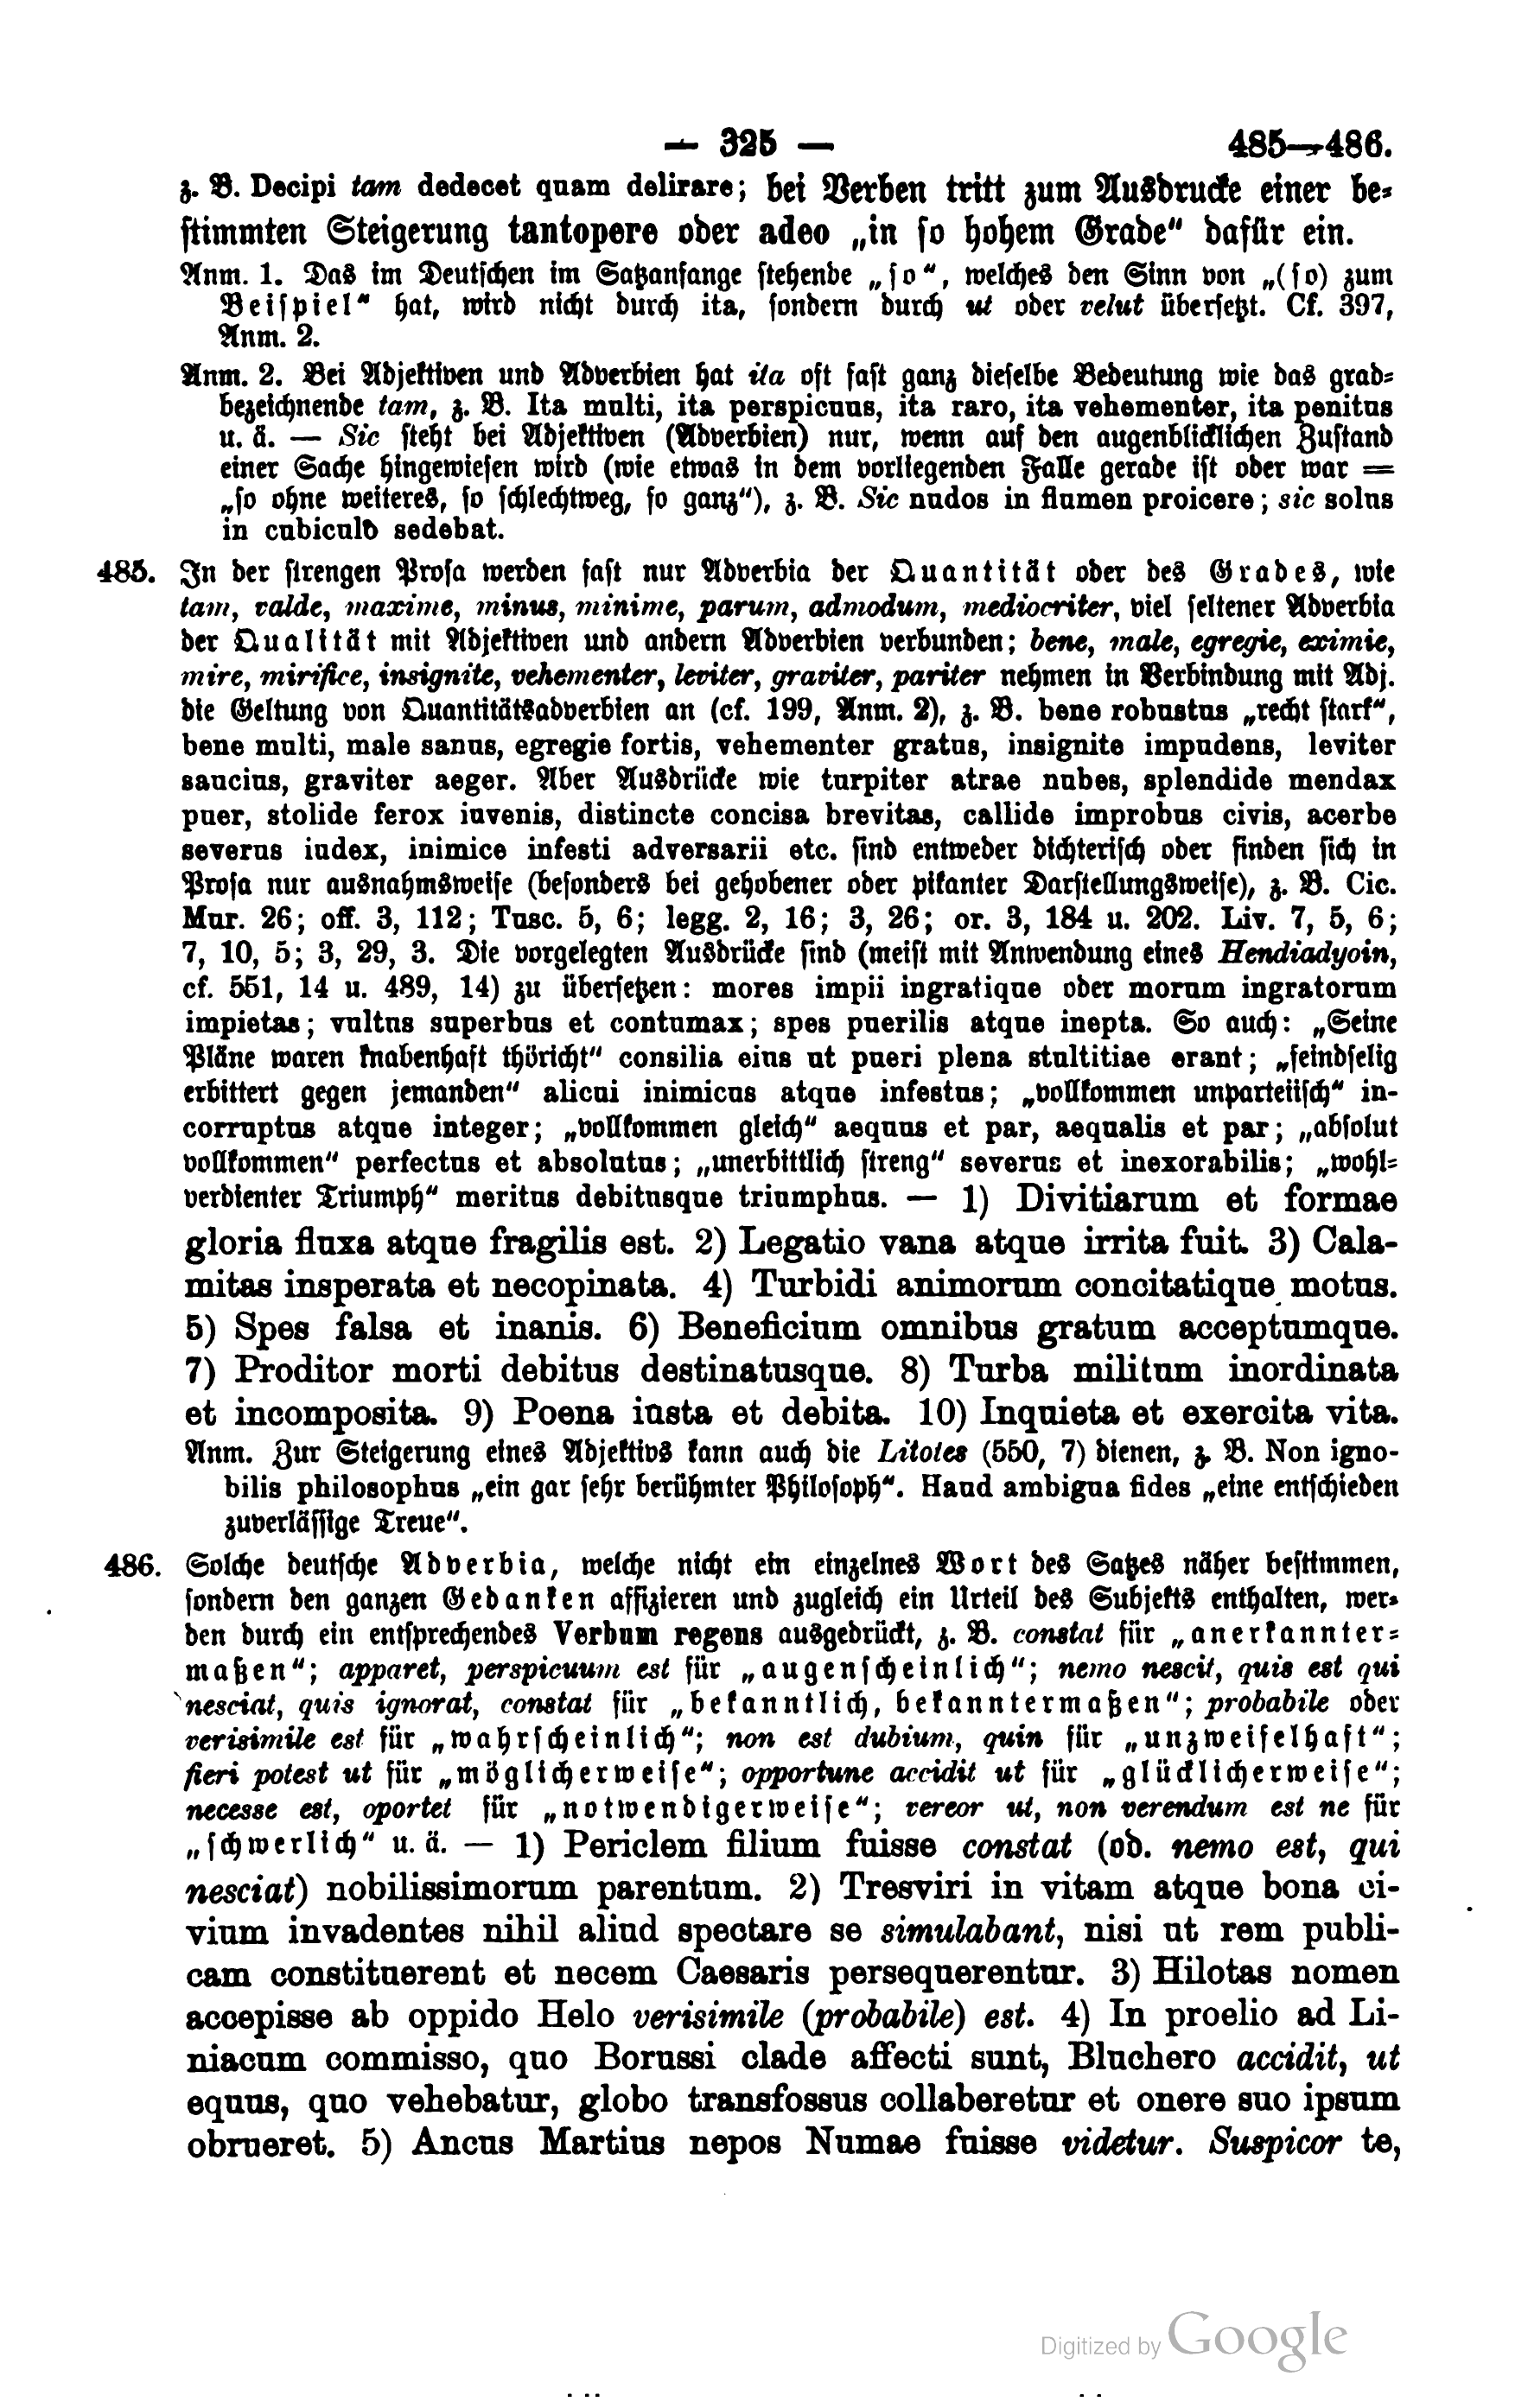 — 325 — 485—486.
z. B. Decipi tam dedecet quam delirare; bei Verben tritt zum Ausdrucke einer be-
stimmten Steigerung tantopere oder adeo „in so hohem Grade“ dafür ein.
Anm. 1. Das im Deutschen im Satzanfange stehende „so“, welches den Sinn von „(so) zum
Beispiel“ hat, wird nicht durch ita, sondern durch ut oder velut übersetzt. Cf. 397,
Anm. 2.
Anm. 2. Bei Adjektiven und Adverbien hat ita oft fast ganz dieselbe Bedeutung wie das grad-
bezeichnende tam, z. B. Ita multi, ita perspicuus, ita raro, ita vehementer, ita penitus
u. ä. — Sic steht bei Adjektiven (Adverbien) nur, wenn auf den augenblicklichen Zustand
einer Sache hingewiesen wird (wie etwas in dem vorliegenden Falle gerade ist oder war =
„so ohne weiteres, so schlechtweg, so ganz“), z. B. Sic nudos in flumen proicere; sic solus
in cubiculo sedebat.
485. In der strengen Prosa werden fast nur Adverbia der Quantität oder des Grades, wie
tam, valde, maxime, minus, minime, parum, admodum, mediocriter, viel seltener Adverbia
der Qualität mit Adjektiven und andern Adverbien verbunden; bene, male, egregie, eximie,
mire, mirifice, insignite, vehementer, leviter, graviter, pariter nehmen in Verbindung mit Adj.
die Geltung von Quantitätsadverbien an (cf. 199, Anm. 2), z. B. bene robustus „recht stark“,
bene multi, male sanus, egregie fortis, vehementer gratus, insignite impudens, leviter
saucius, graviter aeger. Aber Ausdrücke wie turpiter atrae nubes, splendide mendax
puer, stolide ferox iuvenis, distincte concisa brevitas, callide improbus civis, acerbe
severus iudex, inimice infesti adversarii etc. sind entweder dichterisch oder finden sich in
Prosa nur ausnahmsweise (besonders bei gehobener oder pikanter Darstellungsweise), z. B. Cic.
Mur. 26; off. 3, 112; Tusc. 5, 6; legg. 2, 16; 3, 26; or. 3, 184 u. 202. Liv. 7, 5, 6;
7, 10, 5; 3, 29, 3. Die vorgelegten Ausdrücke sind (meist mit Anwendung eines Hendiadyoin,
cf. 551, 14 u. 489, 14) zu übersetzen: mores impii ingratique oder morum ingratorum
impietas; vultus superbus et contumax; spes puerilis atque inepta. So auch: „Seine
Pläne waren knabenhaft thöricht“ consilia eius ut pueri plena stultitiae erant; „feindselig
erbittert gegen jemanden“ alicui inimicus atque infestus; „vollkommen unparteiisch“ in-
corruptus atque integer; „vollkommen gleich“ aequus et par, aequalis et par; „absolut
vollkommen“ perfectus et absolutus; „unerbittlich streng“ severus et inexorabilis; „wohl-
verdienter Triumph“ meritus debitusque triumphus. — 1) Divitiarum et formae
gloria fluxa atque fragilis est. 2) Legatio vana atque irrita fuit. 3) Cala-
mitas insperata et necopinata. 4) Turbidi animorum concitatique motus.
5) Spes falsa et inanis. 6) Beneficium omnibus gratum acceptumque.
7) Proditor morti debitus destinatusque. 8) Turba militum inordinata
et incomposita. 9) Poena iusta et debita. 10) Inquieta et exercita vita.
Anm. Zur Steigerung eines Adjektivs kann auch die Litotes (550, 7) dienen, z. B. Non igno-
bilis philosophus „ein gar sehr berühmter Philosoph“. Haud ambigua fides „eine entschieden
zuverlässige Treue“.
486. Solche deutsche Adverbia, welche nicht ein einzelnes Wort des Satzes näher bestimmen,
sondern den ganzen Gedanken affizieren und zugleich ein Urteil des Subjekts enthalten, wer-
den durch ein entsprechendes Verbum regens ausgedrückt, z. B. constat für „anerkannter-
maßen“; apparet, perspicuum est für „augenscheinlich“; nemo nescit, quis est qui
nesciat, quis ignorat, constat für „bekanntlich, bekanntermaßen“; probabile oder
verisimile est für „wahrscheinlich“; non est dubium, quin für „unzweifelhaft“;
fieri potest ut für „möglicherweise“; opportune accidit ut für „glücklicherweise“;
necesse est, oportet für „notwendigerweise“; vereor ut, non verendum est ne für
„schwerlich“ u. ä. — 1) Periclem filium fuisse constat (ob. nemo est, qui
nesciat) nobilissimorum parentum. 2) Tresviri in vitam atque bona ci-
vium invadentes nihil aliud spectare se simulabant, nisi ut rem publi-
cam constituerent et necem Caesaris persequerentur. 3) Hilotas nomen
accepisse ab oppido Helo verisimile (probabile) est. 4) In proelio ad Li-
niacum commisso, quo Borussi clade affecti sunt, Bluchero accidit, ut
equus, quo vehebatur, globo transfossus collaberetur et onere suo ipsum
obrueret. 5) Ancus Martius nepos Numae fuisse videtur. Suspicor te,
Digitized by Google